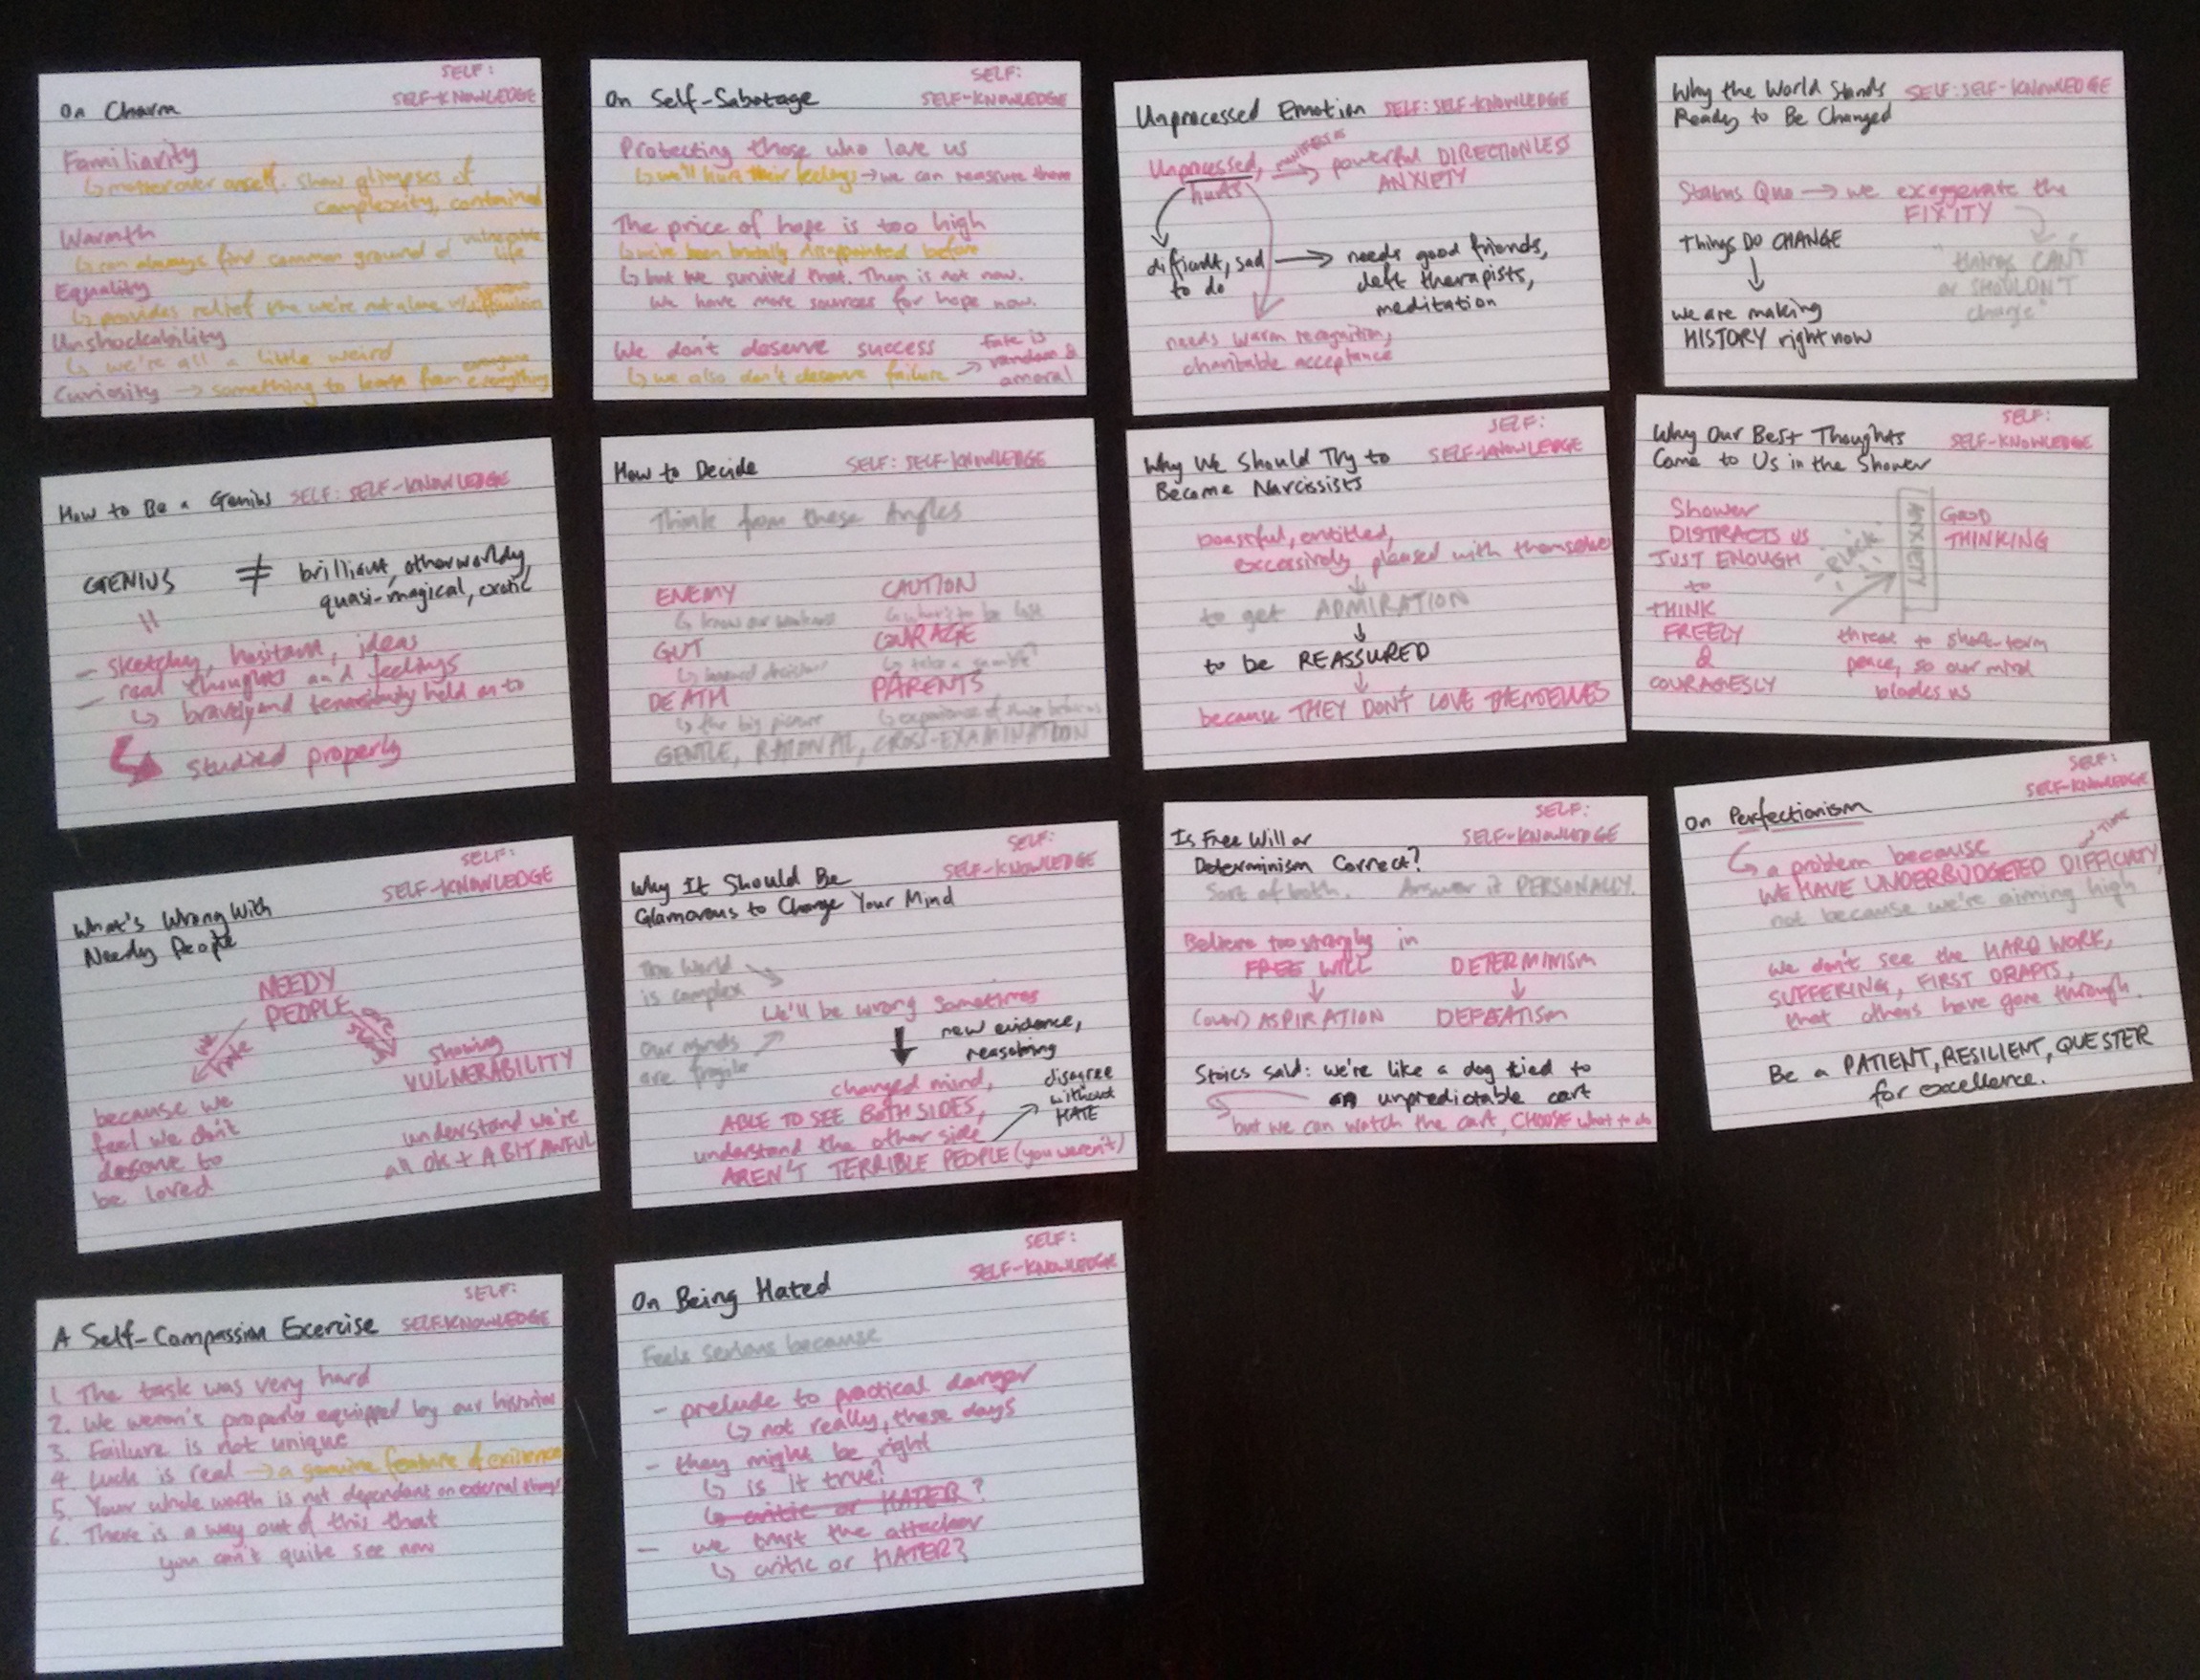 On Charm
SELF:
SELF-KNOWLEDGE
Familiarity
↳ matter over oneself. Show glimpses of
complexity, contained
Warmth
↳ can always find common ground of vulnerable
life
Equality
↳ provides relief the we're not alone w/
Unshockability
↳ we're all a little weird
Curiosity → something to learn from everyone
everything
On Self-Sabotage
SELF:
SELF-KNOWLEDGE
Protecting those who love us
↳ we'll hurt their feelings → we can reassure them
The price of hope is too high
↳ we've been brutally disappointed before
↳ but we survived that. Then is not now.
We have more sources for hope now.
We don't deserve success
↳ we also don't deserve failure → fate is
random &
amoral
Unprocessed Emotion SELF: SELF-KNOWLEDGE
Unprocessed, MANIFESTS → powerful DIRECTIONLESS
hurts ANXIETY
difficult, sad → needs good friends,
to do deft therapists,
meditation
needs warm recognition,
charitable acceptance
Why the World Stands SELF: SELF-KNOWLEDGE
Ready to Be Changed
Status Quo → we exaggerate the
FIXITY
Things DO CHANGE
"things CAN'T
or SHOULDN'T
change"
we are making
HISTORY right now
How to Be a Genius SELF: SELF-KNOWLEDGE
GENIUS ≠ brilliant, otherworldly,
quasi-magical, exotic
=
- sketchy, hesitant, ideas
- real thoughts and feelings
↳ bravely and tenaciously held on to
↳ studied properly
How to Decide SELF: SELF-KNOWLEDGE
Think from these Angles
ENEMY CAUTION
↳ know our weakness ↳ what's to be lost
GUT COURAGE
↳ learned decisions ↳ take a gamble?
DEATH PARENTS
↳ the big picture ↳ experience of those before us
GENTLE, RATIONAL, CROSS-EXAMINATION
Why We Should Try to
Become Narcissists
SELF:
SELF-KNOWLEDGE
boastful, entitled,
excessively pleased with themselves
↓
to get ADMIRATION
↓
to be REASSURED
↓
because THEY DON'T LOVE THEMSELVES
Why Our Best Thoughts
Come to Us in the Shower
SELF:
SELF-KNOWLEDGE
Shower
DISTRACTS US
JUST ENOUGH
to
THINK
FREELY
&
COURAGESLY
BLOCK
ANXIETY
GOOD
THINKING
threat to short-term
peace, so our mind
blocks us
What's Wrong With
Needy People
SELF:
SELF-KNOWLEDGE
NEEDY
PEOPLE
we hate
because we
feel we don't
deserve to
be loved
showing
VULNERABILITY
understand we're
all ok + A BIT AWFUL
Why It Should Be
Glamorous to Change Your Mind
SELF:
SELF-KNOWLEDGE
The world
is complex
We'll be wrong sometimes
our minds
are fragile
new evidence,
reasoning
changed mind,
ABLE TO SEE BOTH SIDES,
understand the other side
AREN'T TERRIBLE PEOPLE (you weren't)
disagree
without
HATE
Is Free Will or
Determinism Correct?
SELF:
SELF-KNOWLEDGE
Sort of both. Answer it PERSONALLY.
Believe too strongly in
FREE WILL DETERMINISM
↓ ↓
(over) ASPIRATION DEFEATISM
Stoics said: we're like a dog tied to
an unpredictable cart
but we can watch the cart, CHOOSE what to do
On Perfectionism
SELF:
SELF-KNOWLEDGE
↳ a problem because
TIME
WE HAVE UNDERBUDGETED DIFFICULTY,
not because we're aiming high
We don't see the HARD WORK,
SUFFERING, FIRST DRAFTS,
that others have gone through.
Be a PATIENT, RESILIENT, QUESTER
for excellence.
A Self-Compassion Excercise
SELF:
SELF-KNOWLEDGE
1. The task was very hard
2. We weren't properly equipped by our histories
3. Failure is not unique
4. Luck is real → a genuine feature of existence
5. Your whole worth is not dependant on external things
6. There is a way out of this that
you can't quite see now
On Being Hated
SELF:
SELF-KNOWLEDGE
Feels serious because
- prelude to practical danger
↳ not really, these days
- they might be right
↳ is it true?
↳ critic or HATER?
- we trust the attacker
↳ critic or HATER?